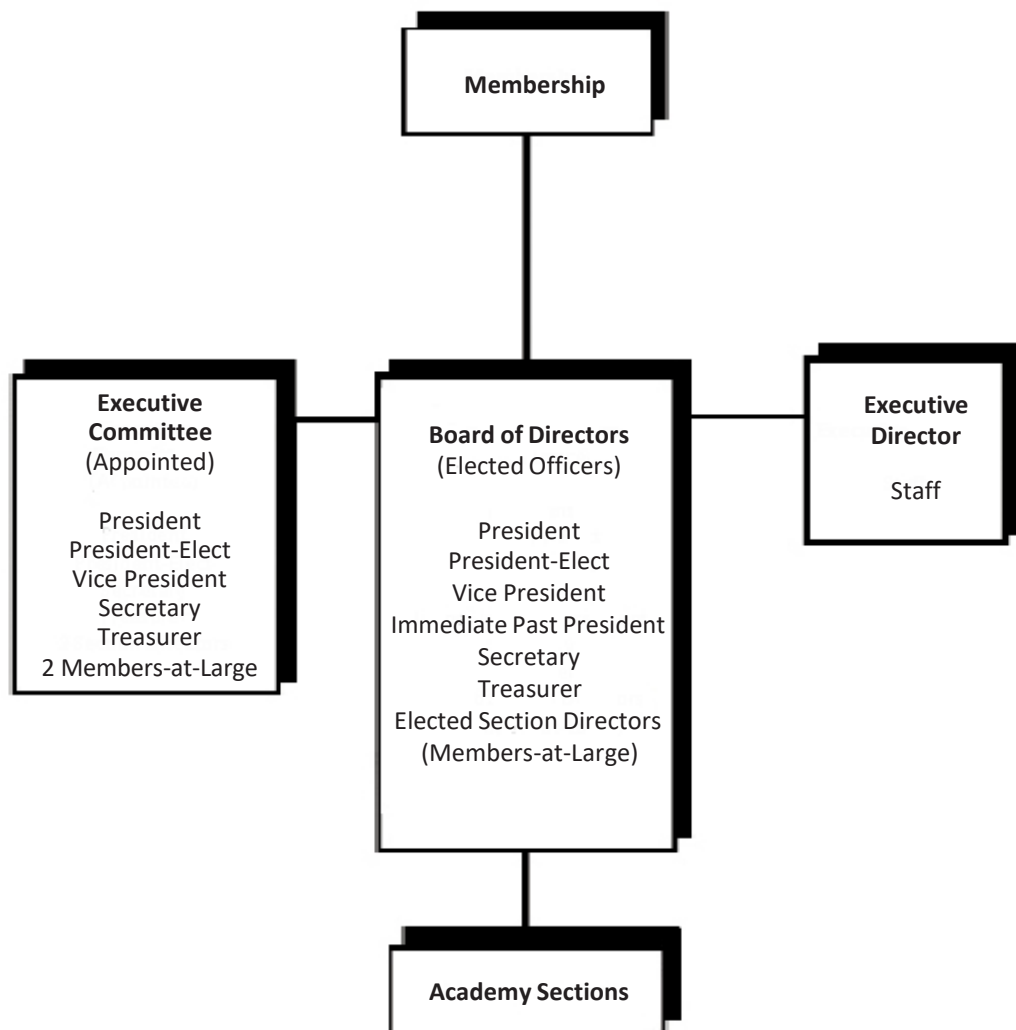 Membership
Executive
Committee
(Appointed)
President
President-Elect
Vice President
Secretary
Treasurer
2 Members-at-Large
Board of Directors
(Elected Officers)
President
President-Elect
Vice President
Immediate Past President
Secretary
Treasurer
Elected Section Directors
(Members-at-Large)
Executive
Director
Staff
Academy Sections